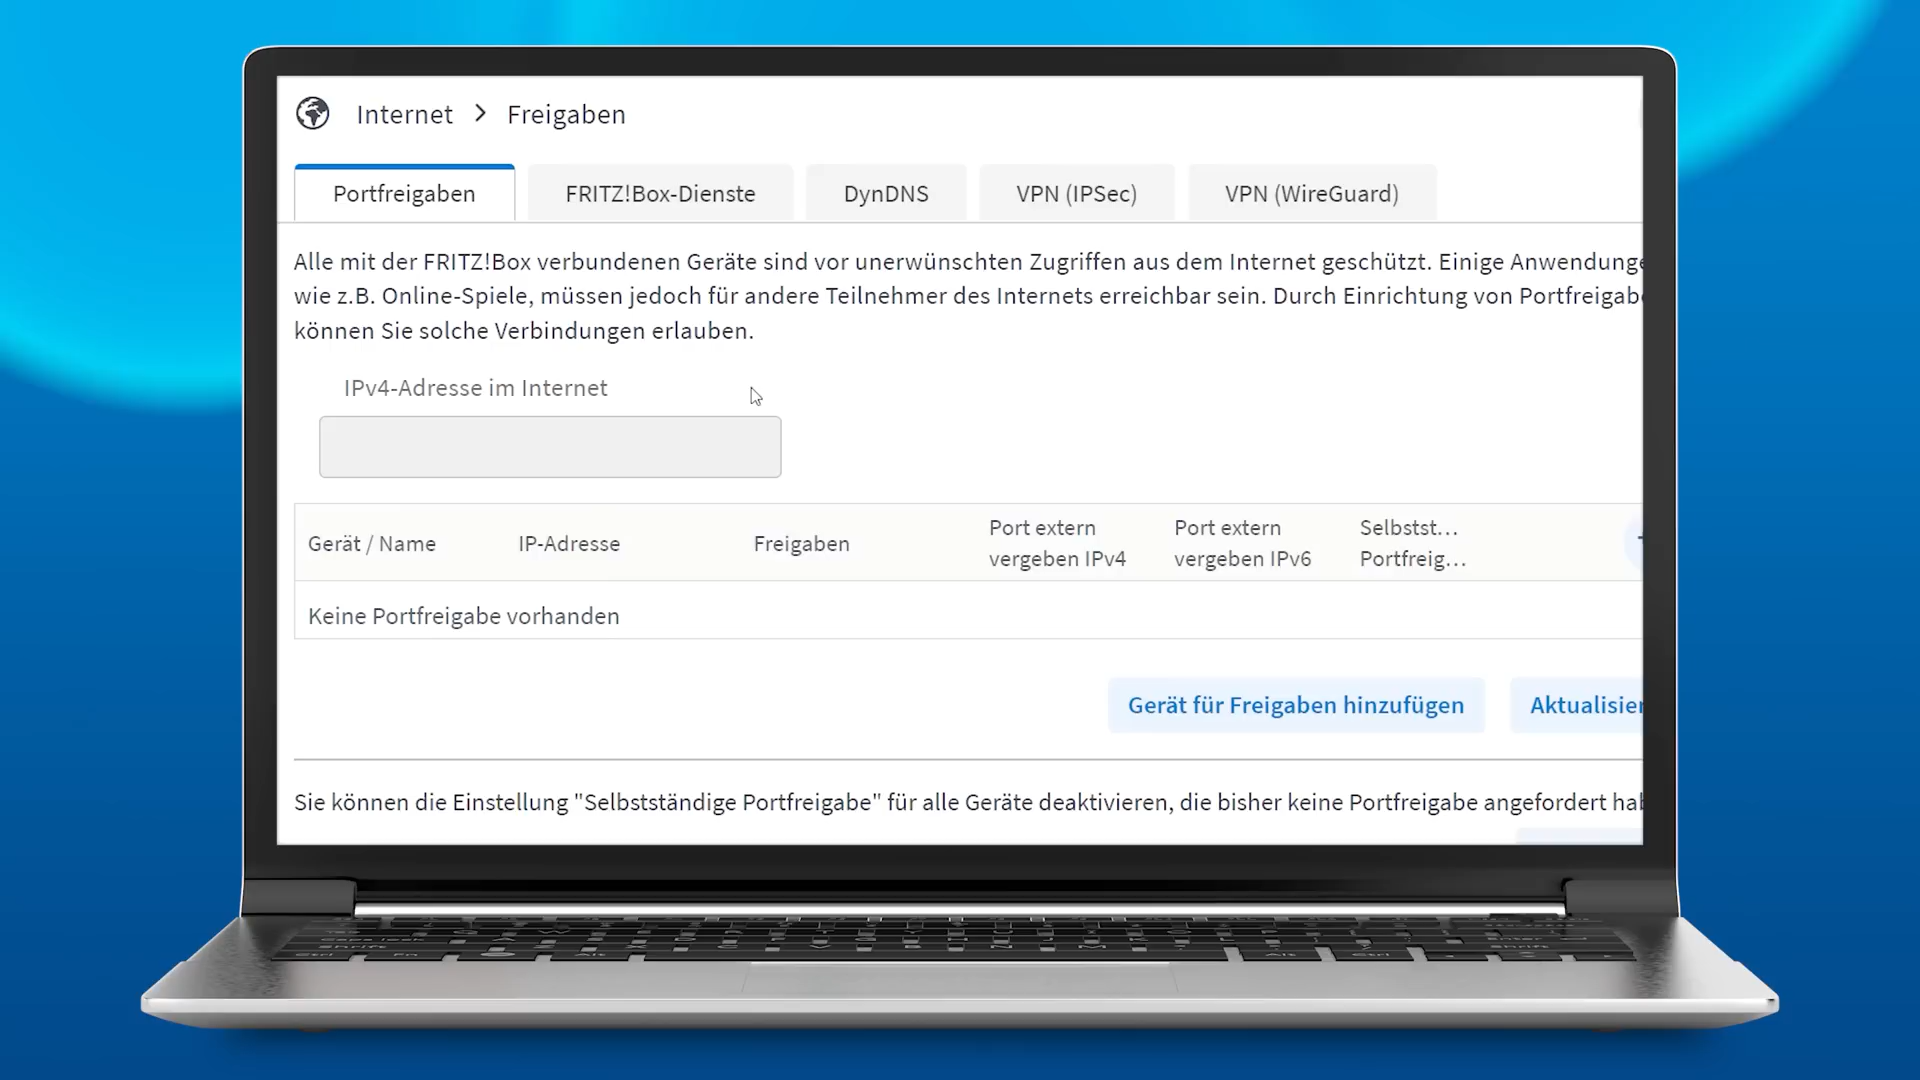 Internet > Freigaben
Portfreigaben
FRITZ!Box-Dienste
DynDNS
VPN (IPSec)
VPN (WireGuard)
Alle mit der FRITZ!Box verbundenen Geräte sind vor unerwünschten Zugriffen aus dem Internet geschützt. Einige Anwendunge
wie z.B. Online-Spiele, müssen jedoch für andere Teilnehmer des Internets erreichbar sein. Durch Einrichtung von Portfreigabe
können Sie solche Verbindungen erlauben.
IPv4-Adresse im Internet
Gerät / Name
IP-Adresse
Freigaben
Port extern
vergeben IPv4
Port extern
vergeben IPv6
Selbstst…
Portfreig…
Keine Portfreigabe vorhanden
Gerät für Freigaben hinzufügen
Aktualisier
Sie können die Einstellung "Selbstständige Portfreigabe" für alle Geräte deaktivieren, die bisher keine Portfreigabe angefordert hab